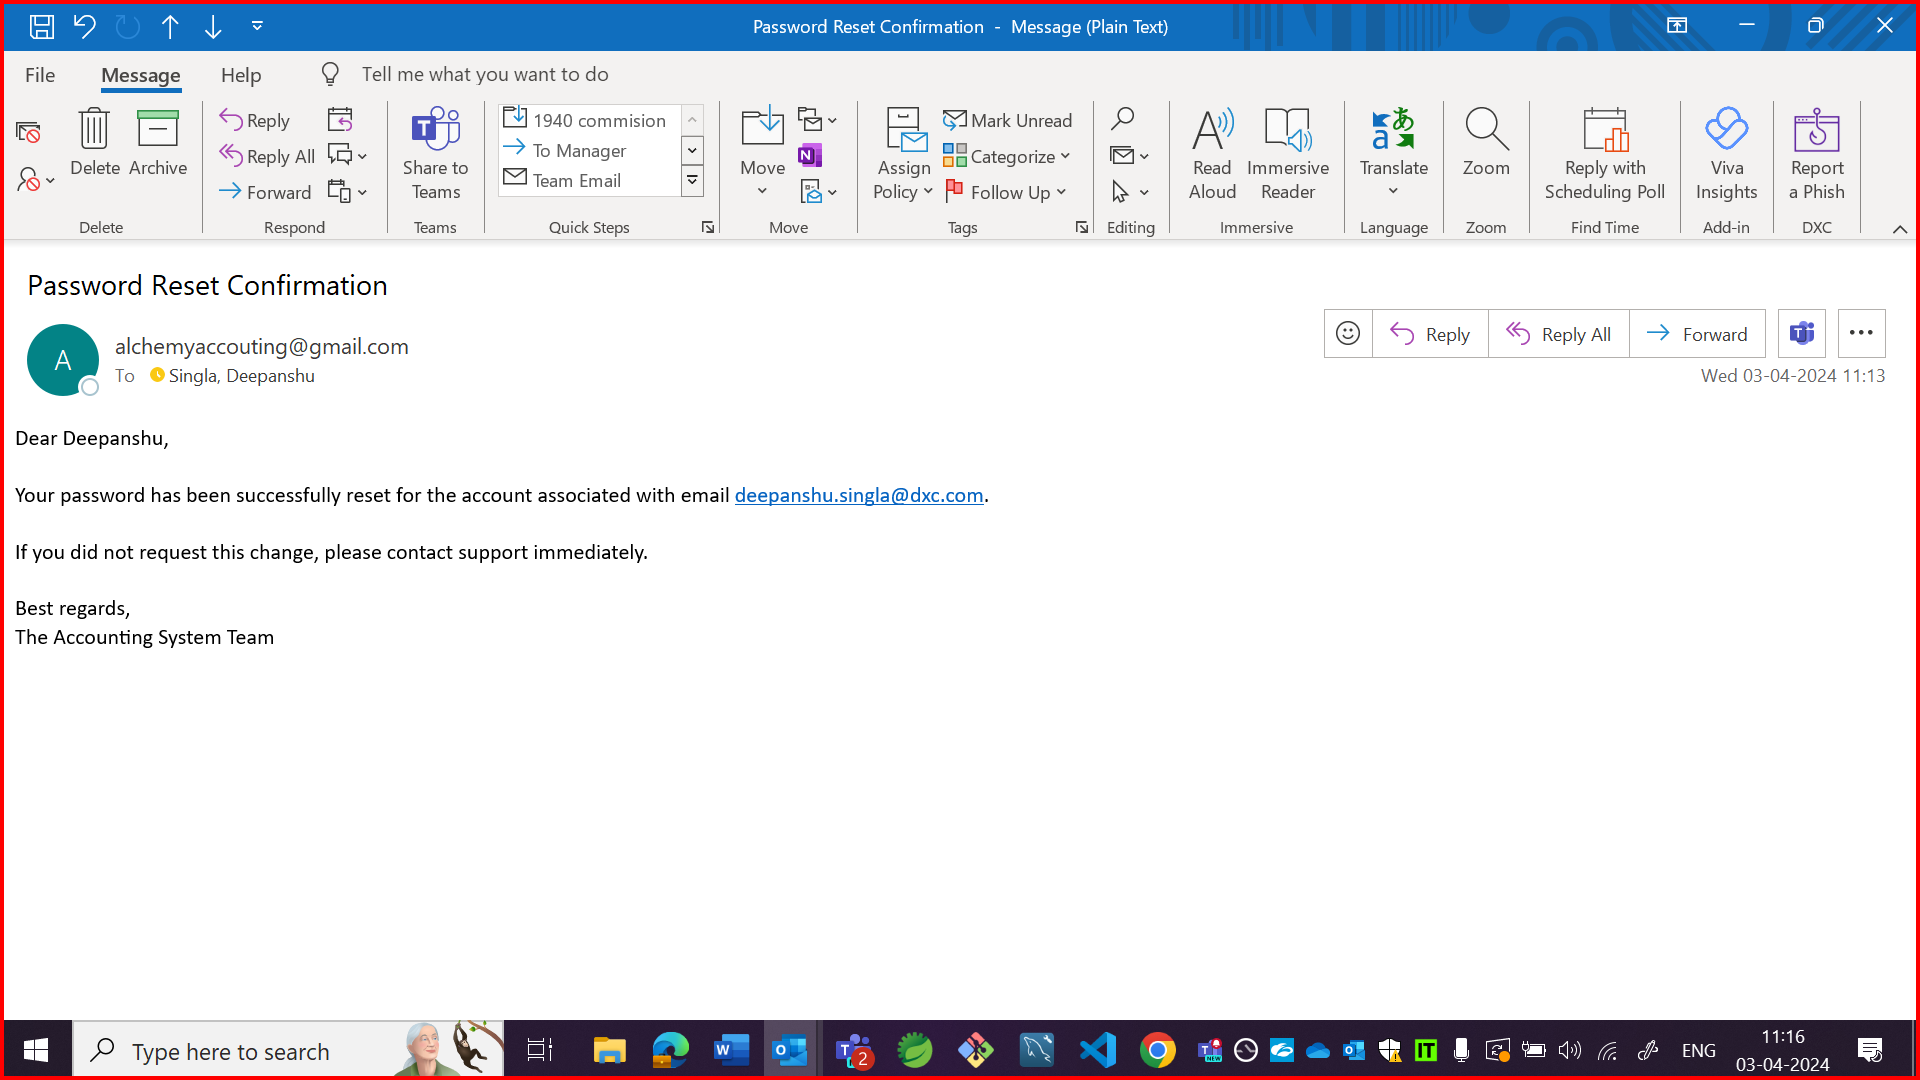 Password Reset Confirmation - Message (Plain Text)
File Message Help Tell me what you want to do
Delete
Archive
Delete
Reply
Reply All
Forward
Respond
Share to
Teams
Teams
1940 commision
To Manager
Team Email
Quick Steps
Move
Move
Assign
Policy
Mark Unread
Categorize
Follow Up
Tags
Editing
Read
Aloud
Immersive
Reader
Immersive
Translate
Language
Zoom
Zoom
Reply with
Scheduling Poll
Find Time
Viva
Insights
Add-in
Report
a Phish
DXC
Password Reset Confirmation
A
alchemyaccouting@gmail.com
To Singla, Deepanshu
Reply Reply All Forward
Wed 03-04-2024 11:13
Dear Deepanshu,
Your password has been successfully reset for the account associated with email deepanshu.singla@dxc.com.
If you did not request this change, please contact support immediately.
Best regards,
The Accounting System Team
Type here to search
2
NEW
IT
ENG
11:16
03-04-2024